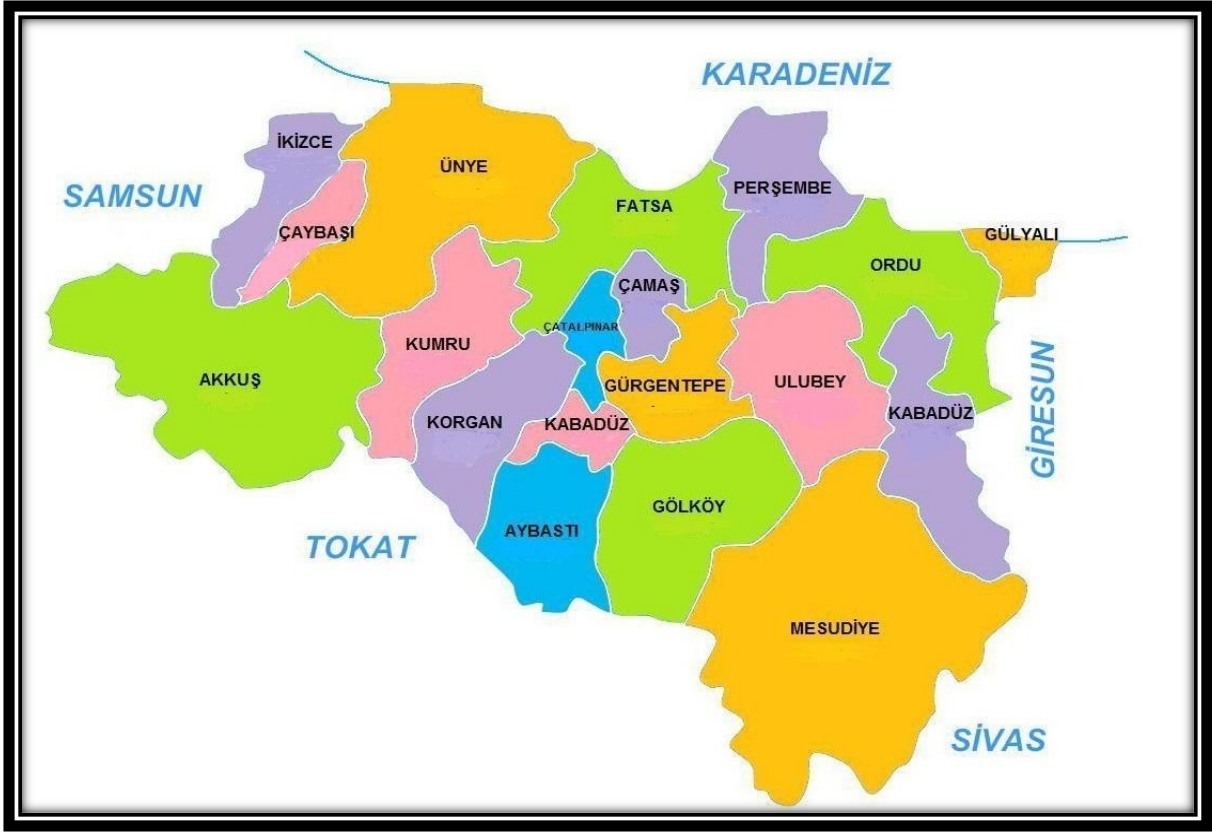 KARADENİZ
İKİZCE
ÜNYE
SAMSUN
PERŞEMBE
FATSA
ÇAYBAŞI
GÜLYALI
ORDU
ÇAMAŞ
ÇATALPINAR
KUMRU
AKKUŞ
GÜRGENTEPE
ULUBEY
GİRESUN
KORGAN
KABADÜZ
KABADÜZ
GÖLKÖY
AYBASTI
TOKAT
MESUDİYE
SİVAS